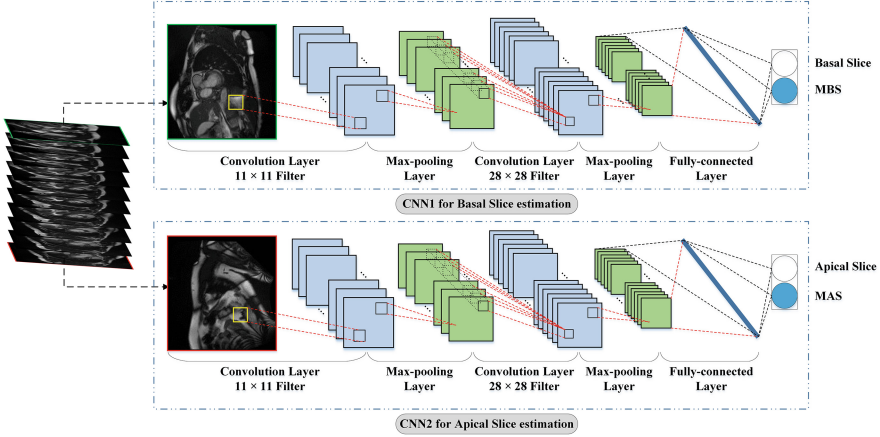 Basal Slice
MBS
Convolution Layer
11 × 11 Filter
Max-pooling
Layer
Convolution Layer
28 × 28 Filter
Max-pooling
Layer
Fully-connected
Layer
CNN1 for Basal Slice estimation
Apical Slice
MAS
Convolution Layer
11 × 11 Filter
Max-pooling
Layer
Convolution Layer
28 × 28 Filter
Max-pooling
Layer
Fully-connected
Layer
CNN2 for Apical Slice estimation